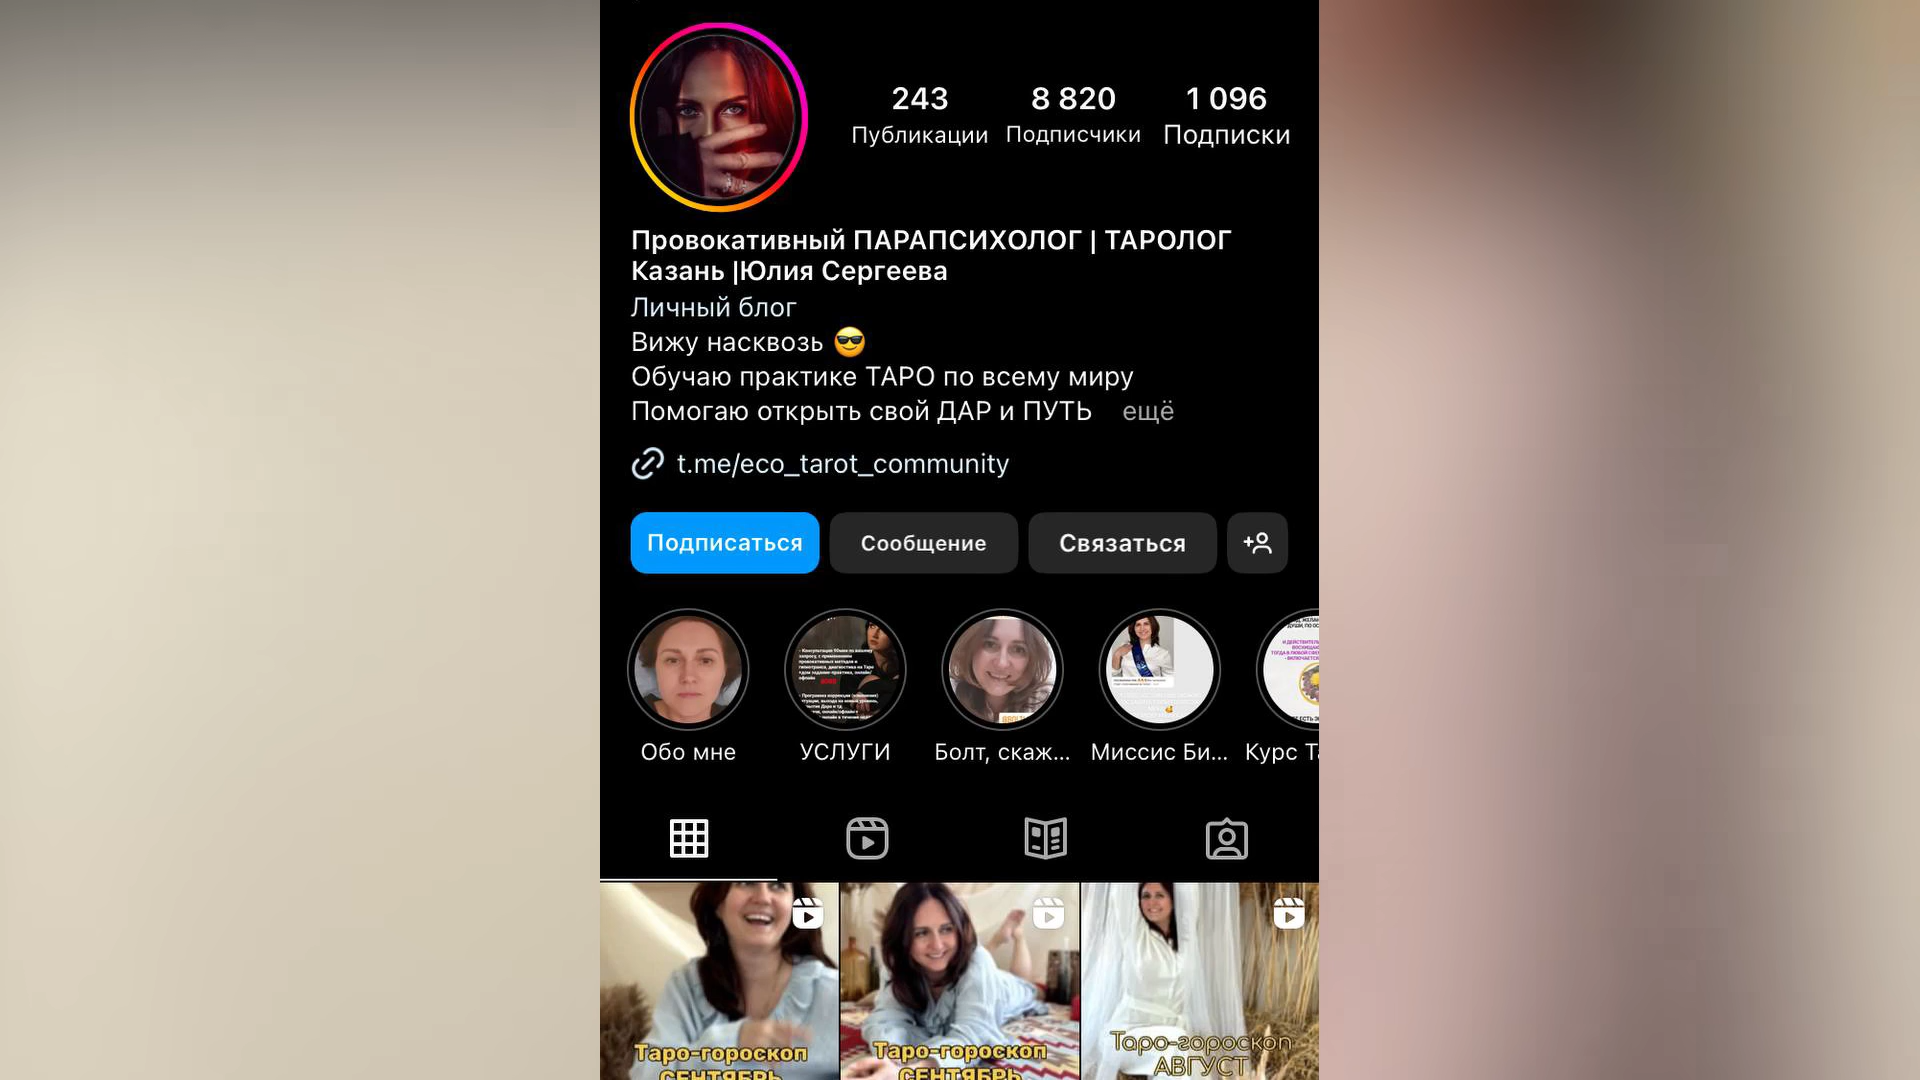 243
8 820
1 096
Публикации
Подписчики
Подписки
Провокативный ПАРАПСИХОЛОГ | ТАРОЛОГ
Казань |Юлия Сергеева
Личный блог
Вижу насквозь 😎
Обучаю практике ТАРО по всему миру
Помогаю открыть свой ДАР и ПУТЬ ещё
t.me/eco_tarot_community
Подписаться
Сообщение
Связаться
Обо мне
УСЛУГИ
Болт, скаж...
Миссис Би...
Курс Т
Таро-гороскоп
СЕНТЯБРЬ
Таро-гороскоп
СЕНТЯБРЬ
Таро-гороскоп
АВГУСТ